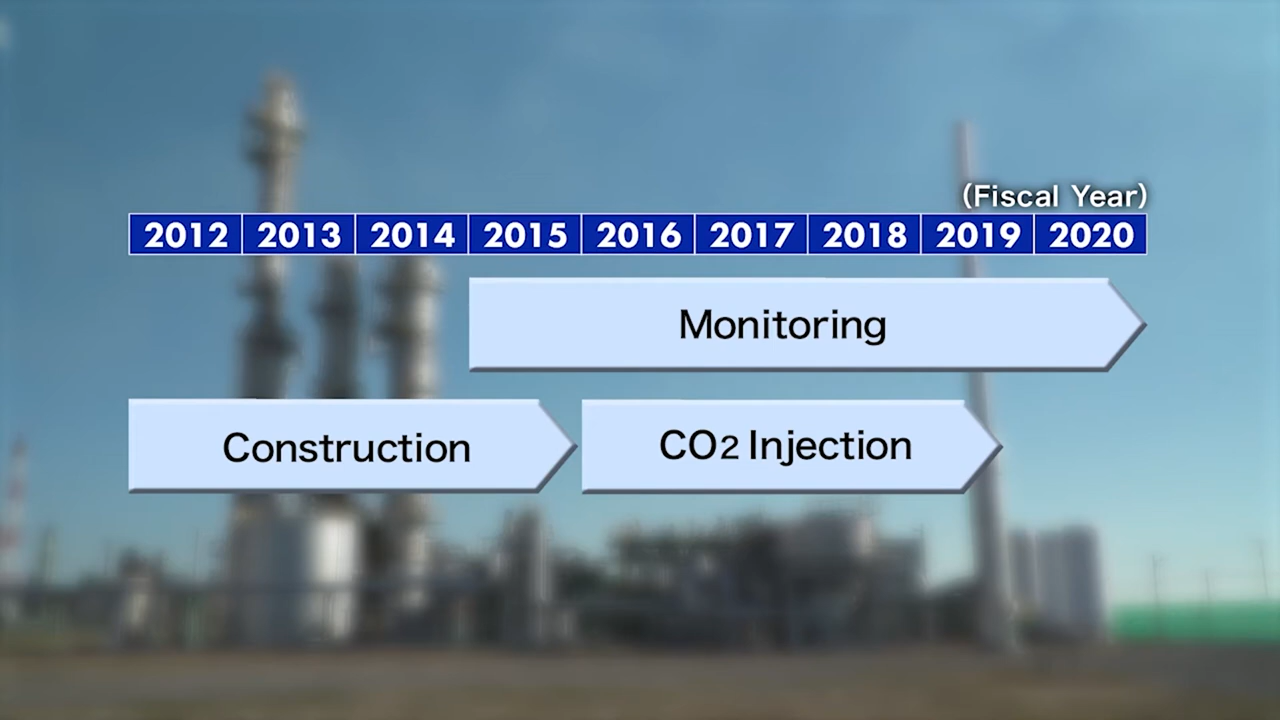 (Fiscal Year)
2012 2013 2014 2015 2016 2017 2018 2019 2020
Monitoring
Construction
CO2 Injection